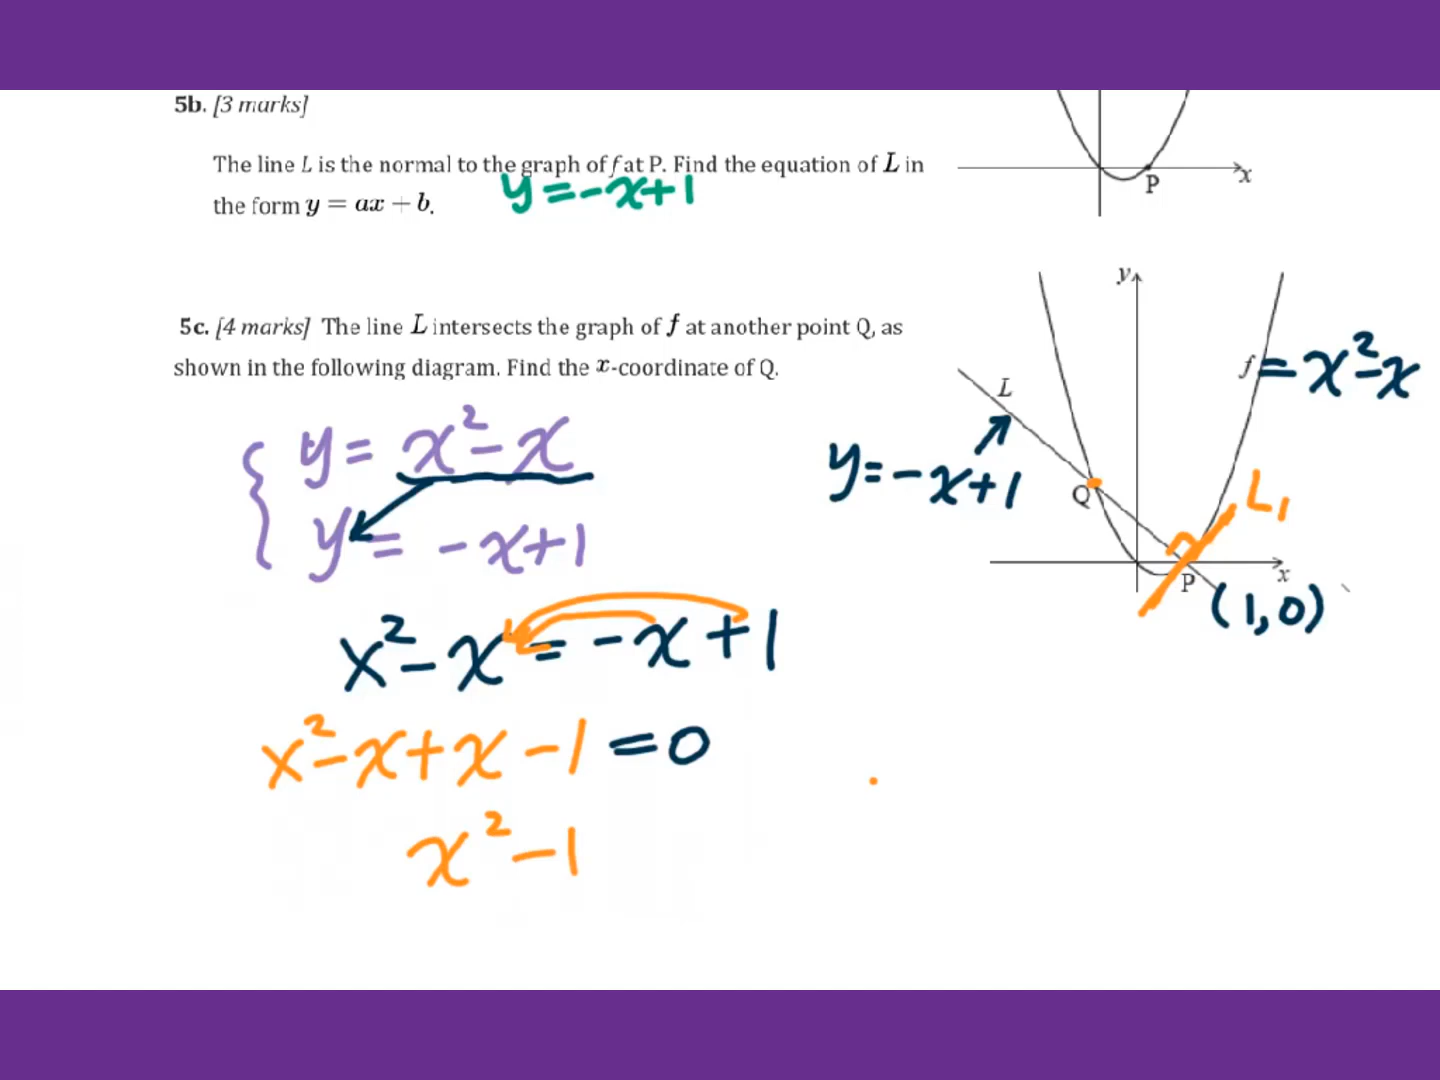 5b. [3 marks]
The line L is the normal to the graph of f at P. Find the equation of L in
the form y = ax + b.
y = -x+1
P
x
5c. [4 marks] The line L intersects the graph of f at another point Q, as
shown in the following diagram. Find the x-coordinate of Q.
y
L
f = x²-x
y = -x+1
Q
L₁
P
x
(1,0)
{ y = x²-x
y = -x+1
x²-x = -x+1
x²-x+x-1 = 0
x²-1